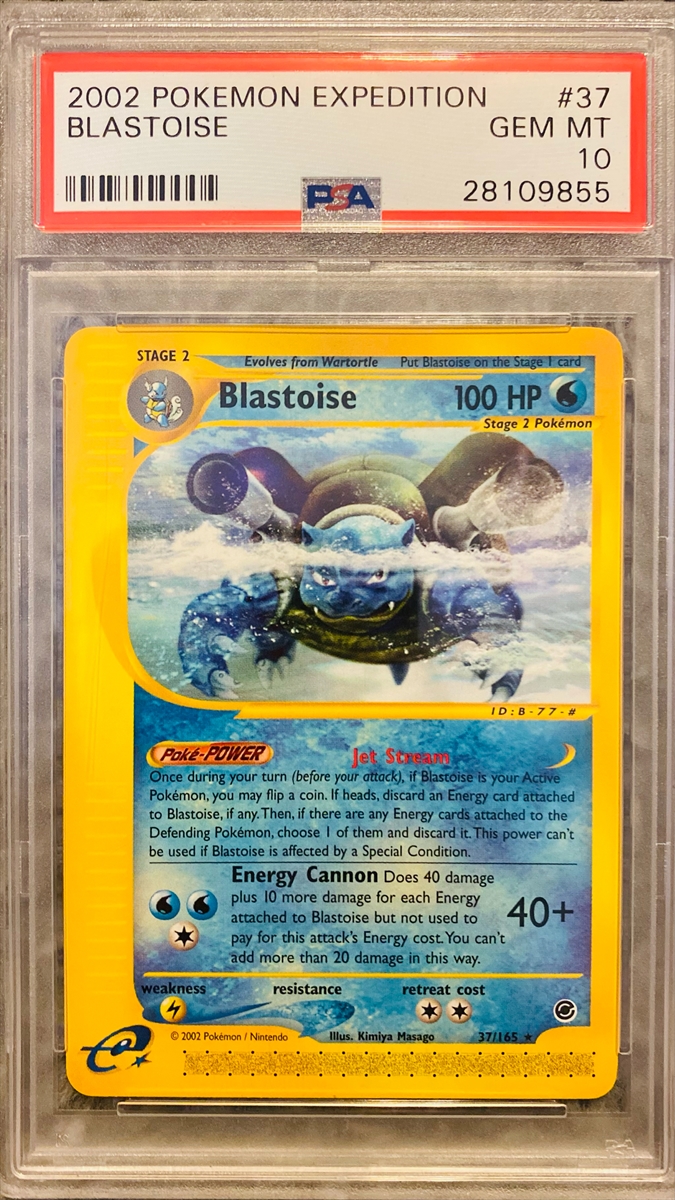 2002 POKEMON EXPEDITION #37
BLASTOISE GEM MT
10
PSA 28109855
STAGE 2 Evolves from Wartortle Put Blastoise on the Stage 1 card
Blastoise 100 HP
Stage 2 Pokémon
ID:B-77-#
Poké-POWER Jet Stream
Once during your turn (before your attack), if Blastoise is your Active
Pokémon, you may flip a coin. If heads, discard an Energy card attached
to Blastoise, if any. Then, if there are any Energy cards attached to the
Defending Pokémon, choose 1 of them and discard it. This power can't
be used if Blastoise is affected by a Special Condition.
Energy Cannon Does 40 damage
plus 10 more damage for each Energy
attached to Blastoise but not used to
pay for this attack's Energy cost. You can't
add more than 20 damage in this way.
40+
weakness resistance retreat cost
© 2002 Pokémon / Nintendo Illus. Kimiya Masago 37/165 ★
e
PSA